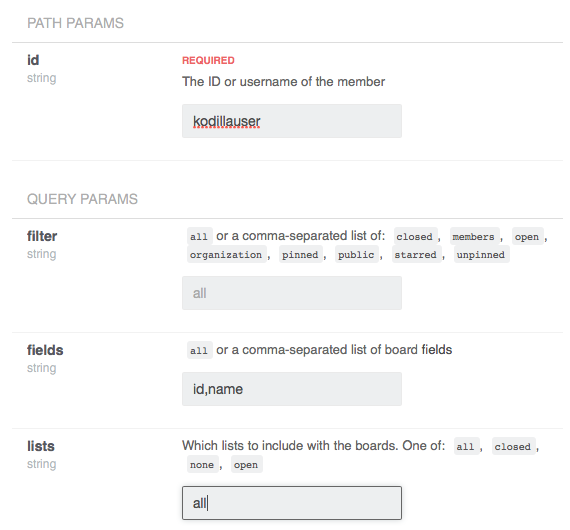 PATH PARAMS
id
string
REQUIRED
The ID or username of the member
kodillauser
QUERY PARAMS
filter
string
all or a comma-separated list of: closed , members , open ,
organization , pinned , public , starred , unpinned
all
fields
string
all or a comma-separated list of board fields
id,name
lists
string
Which lists to include with the boards. One of: all , closed ,
none , open
all